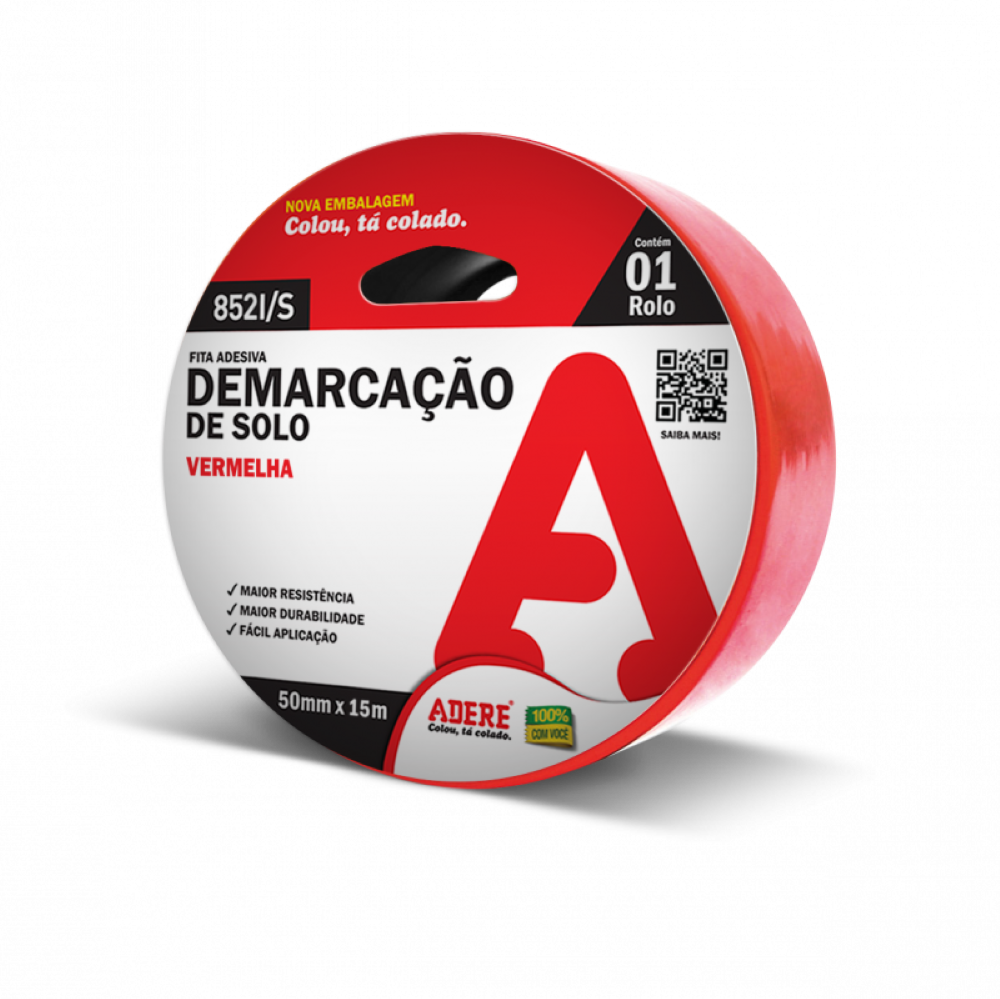 NOVA EMBALAGEM
Colou, tá colado.
Contém
01
Rolo
852I/S
FITA ADESIVA
DEMARCAÇÃO
DE SOLO
VERMELHA
SAIBA MAIS!
✓ MAIOR RESISTÊNCIA
✓ MAIOR DURABILIDADE
✓ FÁCIL APLICAÇÃO
50mm x 15m
ADERE®
Colou, tá colado.
100%
COM VOCÊ